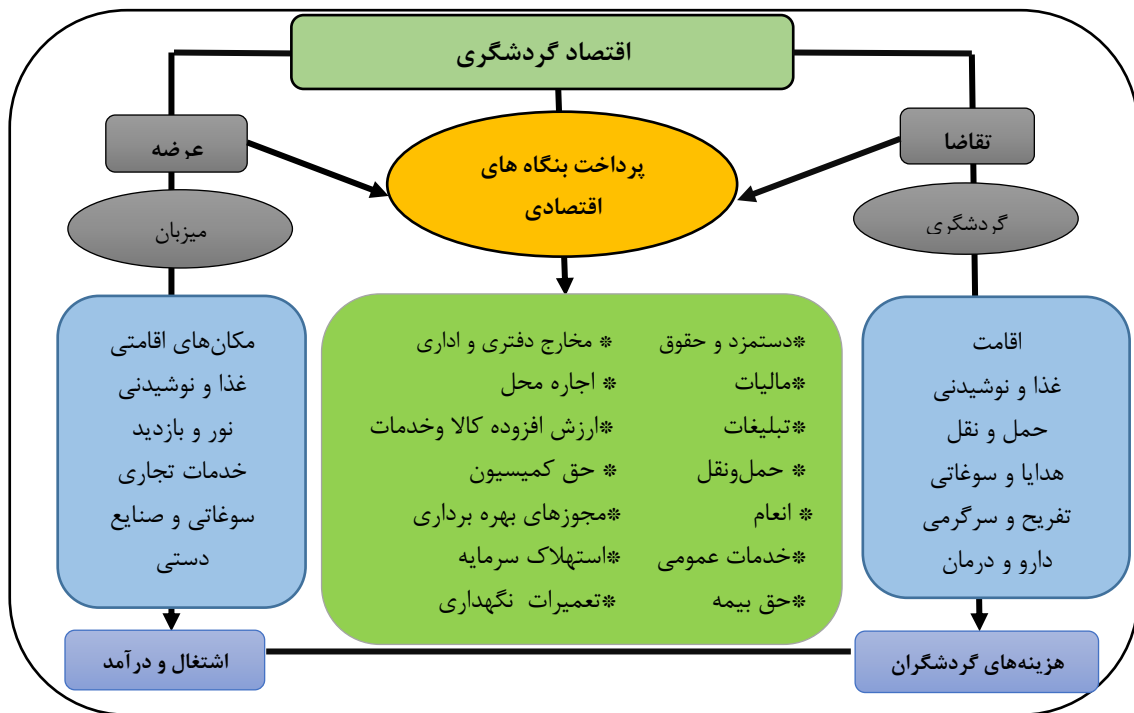 اقتصاد گردشگری
تقاضا
گردشگری
اقامت
غذا و نوشیدنی
حمل و نقل
هدایا و سوغاتی
تفریح و سرگرمی
دارو و درمان
هزینه‌های گردشگران
پرداخت بنگاه های
اقتصادی
*دستمزد و حقوق
*مالیات
*تبلیغات
* حمل‌ونقل
* انعام
*خدمات عمومی
*حق بیمه
* مخارج دفتری و اداری
* اجاره محل
*ارزش افزوده کالا وخدمات
* حق کمیسیون
*مجوزهای بهره برداری
*استهلاک سرمایه
*تعمیرات نگهداری
عرضه
میزبان
مکان‌های اقامتی
غذا و نوشیدنی
نور و بازدید
خدمات تجاری
سوغاتی و صنایع
دستی
اشتغال و درآمد